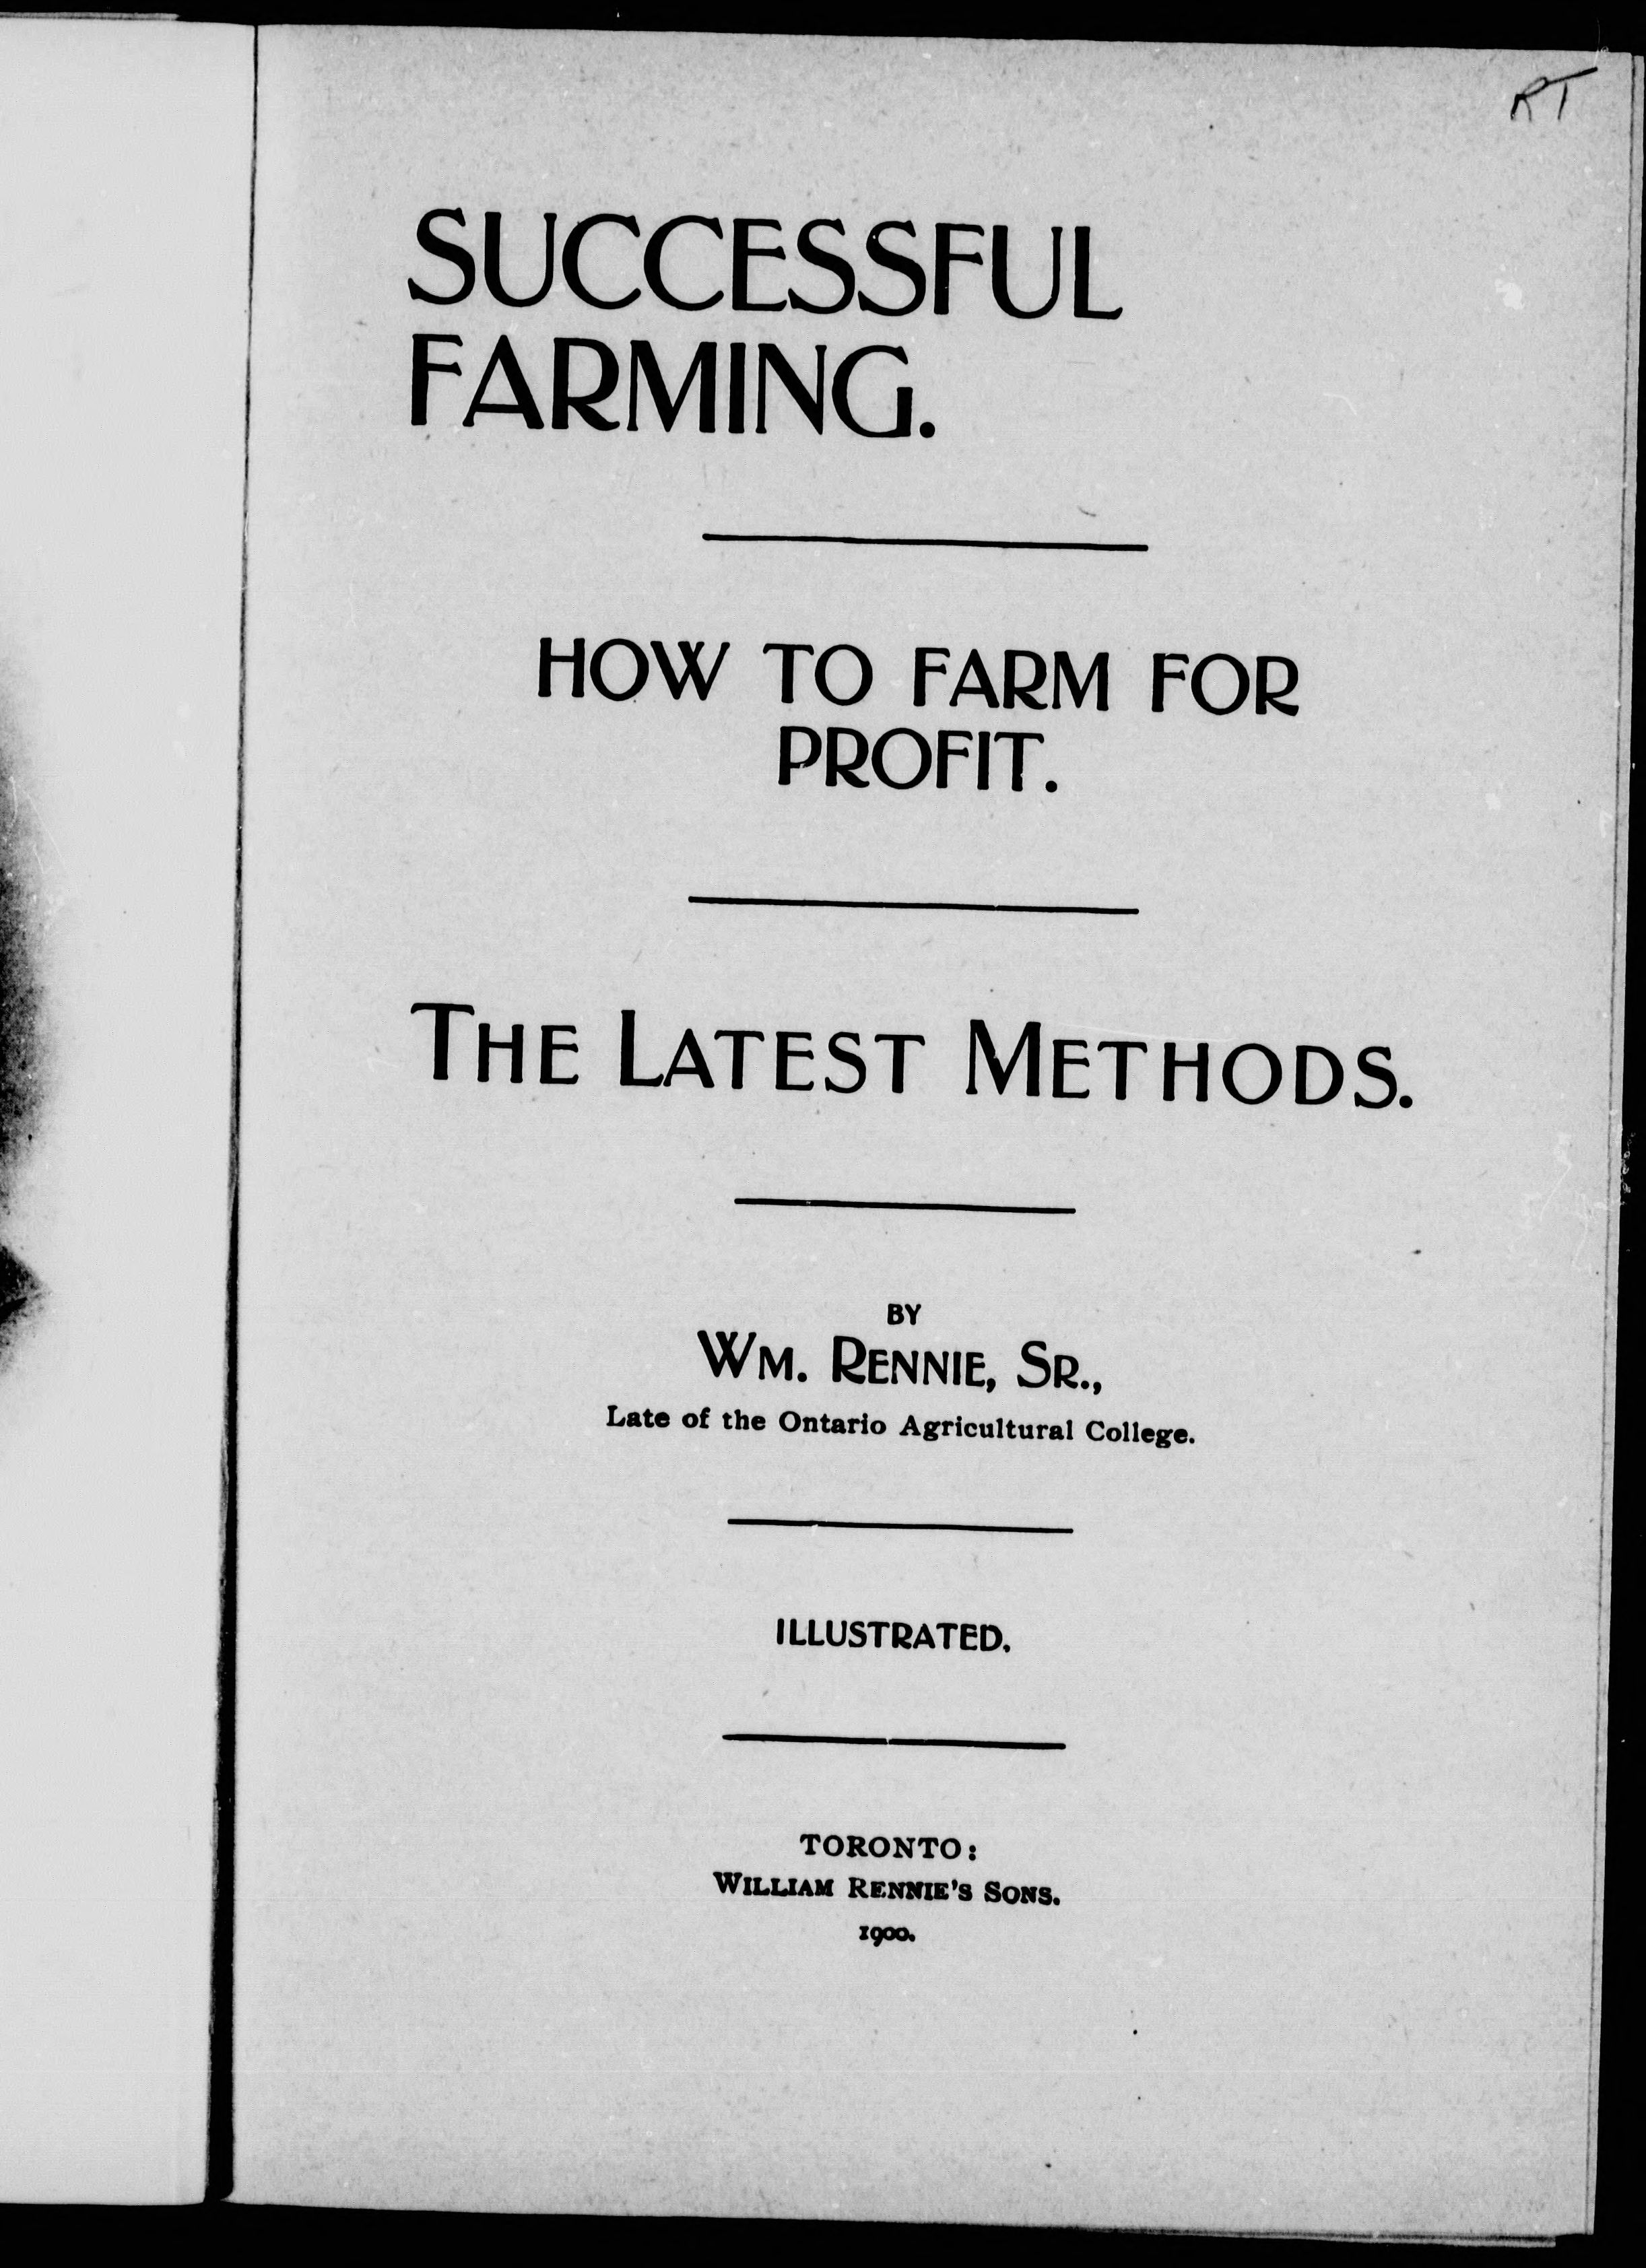 RT
SUCCESSFUL
FARMING.
HOW TO FARM FOR
PROFIT.
THE LATEST METHODS.
BY
WM. RENNIE, SR.,
Late of the Ontario Agricultural College.
ILLUSTRATED.
TORONTO:
WILLIAM RENNIE'S SONS.
1900.